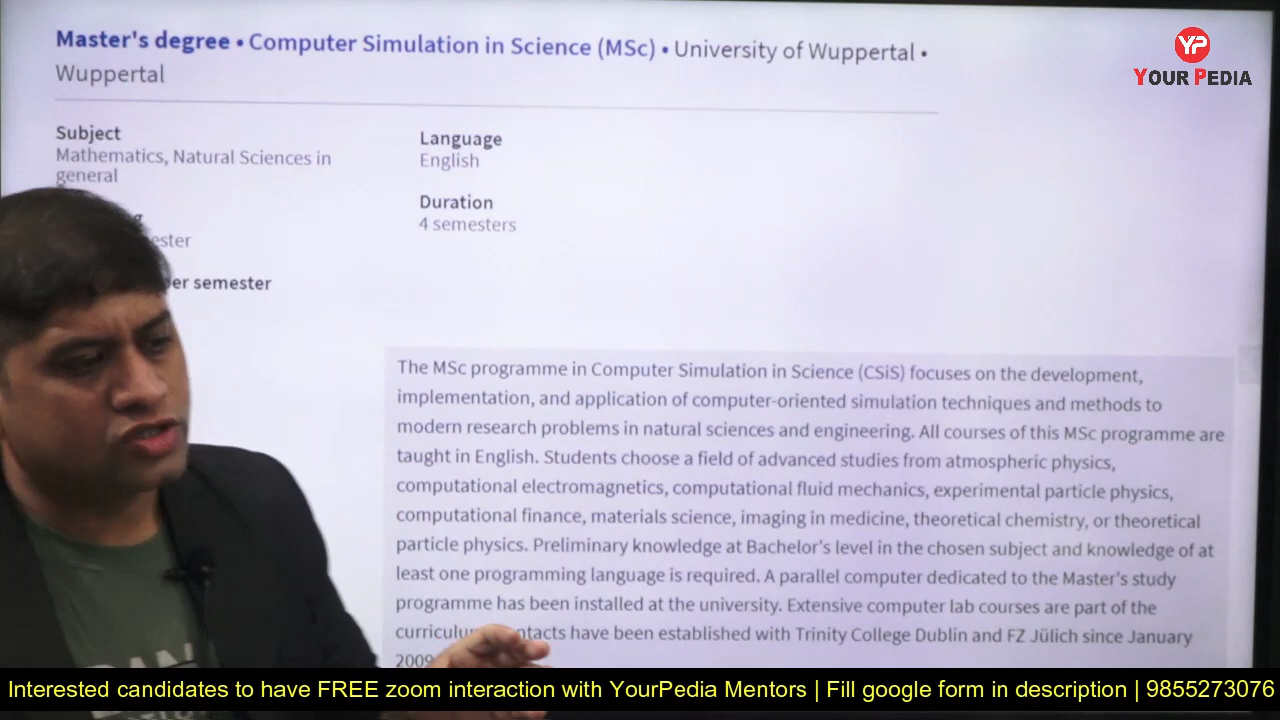 Master's degree • Computer Simulation in Science (MSc) • University of Wuppertal •
Wuppertal
YP
YOUR PEDIA
Subject
Mathematics, Natural Sciences in
general
Language
English
Duration
4 semesters
semester
The MSc programme in Computer Simulation in Science (CSiS) focuses on the development,
implementation, and application of computer-oriented simulation techniques and methods to
modern research problems in natural sciences and engineering. All courses of this MSc programme are
taught in English. Students choose a field of advanced studies from atmospheric physics,
computational electromagnetics, computational fluid mechanics, experimental particle physics,
computational finance, materials science, imaging in medicine, theoretical chemistry, or theoretical
particle physics. Preliminary knowledge at Bachelor's level in the chosen subject and knowledge of at
least one programming language is required. A parallel computer dedicated to the Master's study
programme has been installed at the university. Extensive computer lab courses are part of the
have been established with Trinity College Dublin and FZ Jülich since January
2009
Interested candidates to have FREE zoom interaction with YourPedia Mentors | Fill google form in description | 9855273076